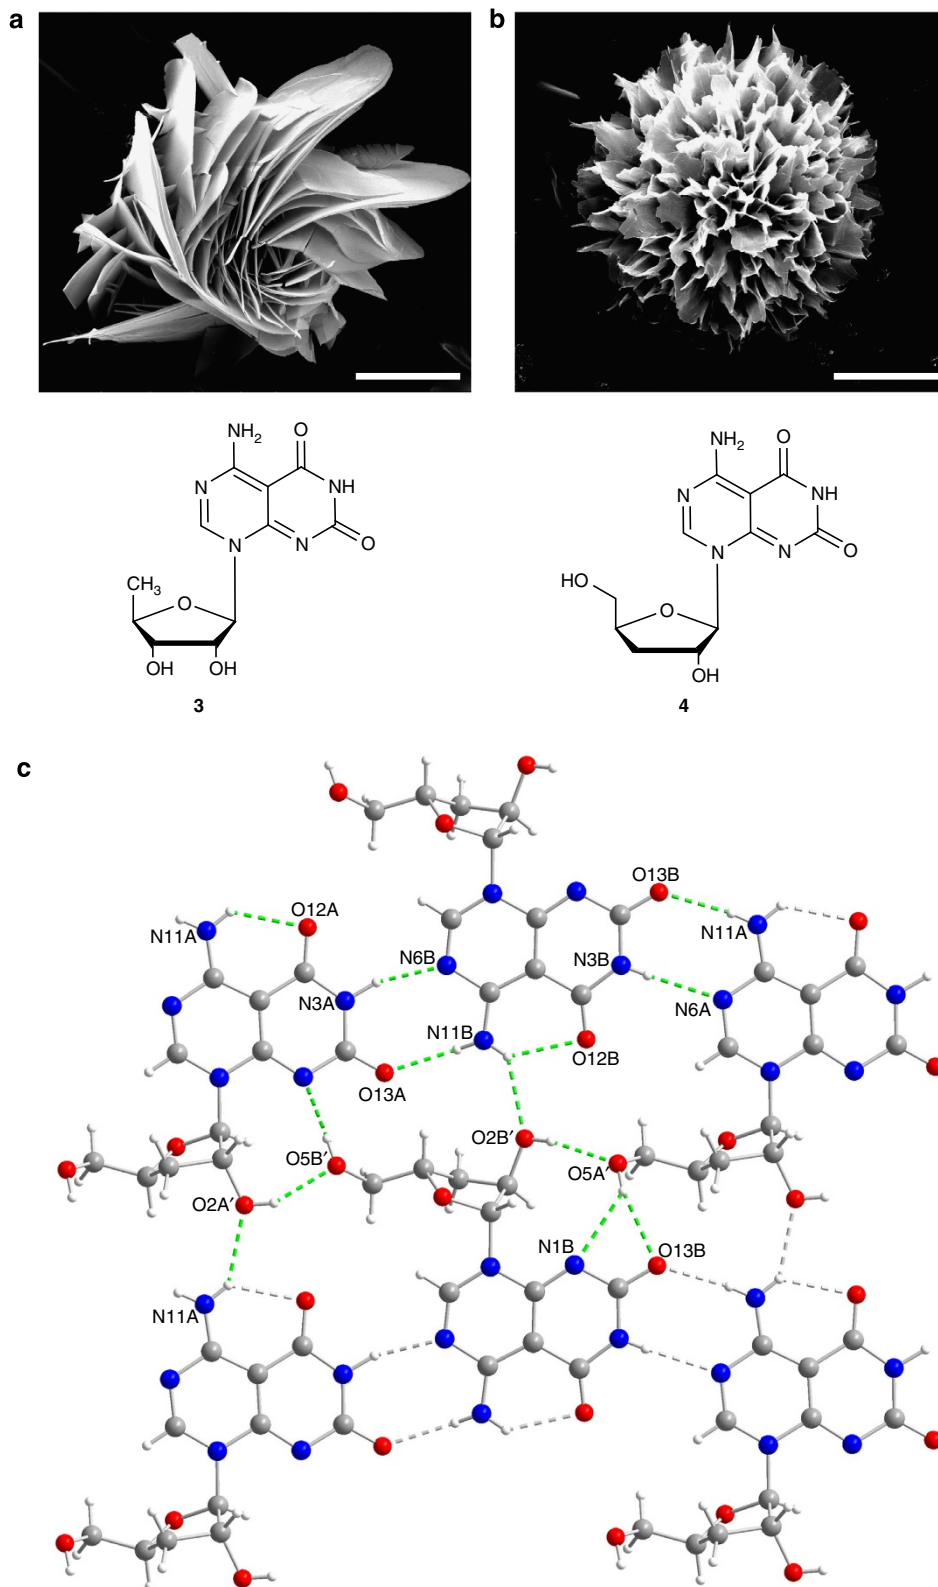 a
b
NH2
O
N
NH
N
N
O
CH3
O
OH
OH
3
NH2
O
N
NH
N
N
O
HO
O
OH
4
c
O13B
O12A
N11A
N11A
N6B
N3B
N3A
N6A
N11B
O12B
O13A
O2B′
O5B′
O5A′
O2A′
N1B
O13B
N11A